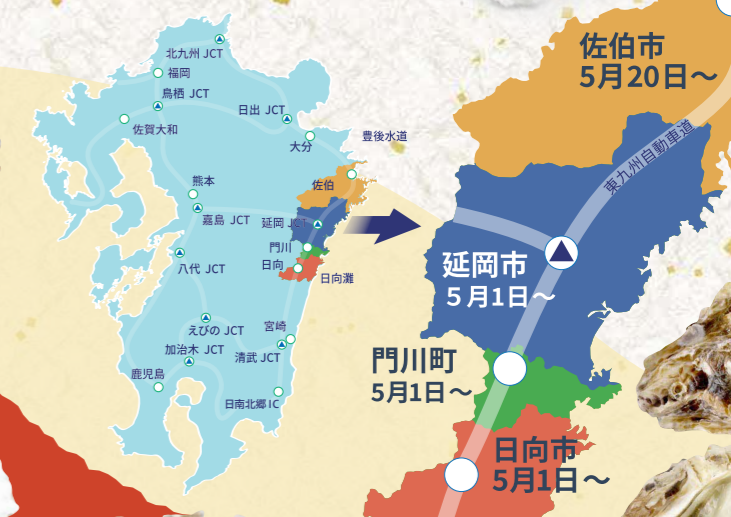 北九州 JCT
福岡
鳥栖 JCT
佐賀大和
日出 JCT
大分
豊後水道
佐伯
熊本
嘉島 JCT
延岡 JCT
門川
日向
日向灘
八代 JCT
えびの JCT
宮崎
加治木 JCT
清武 JCT
鹿児島
日南北郷 IC
佐伯市
5月20日～
東九州自動車道
延岡市
５月1日～
門川町
5月1日～
日向市
5月1日～